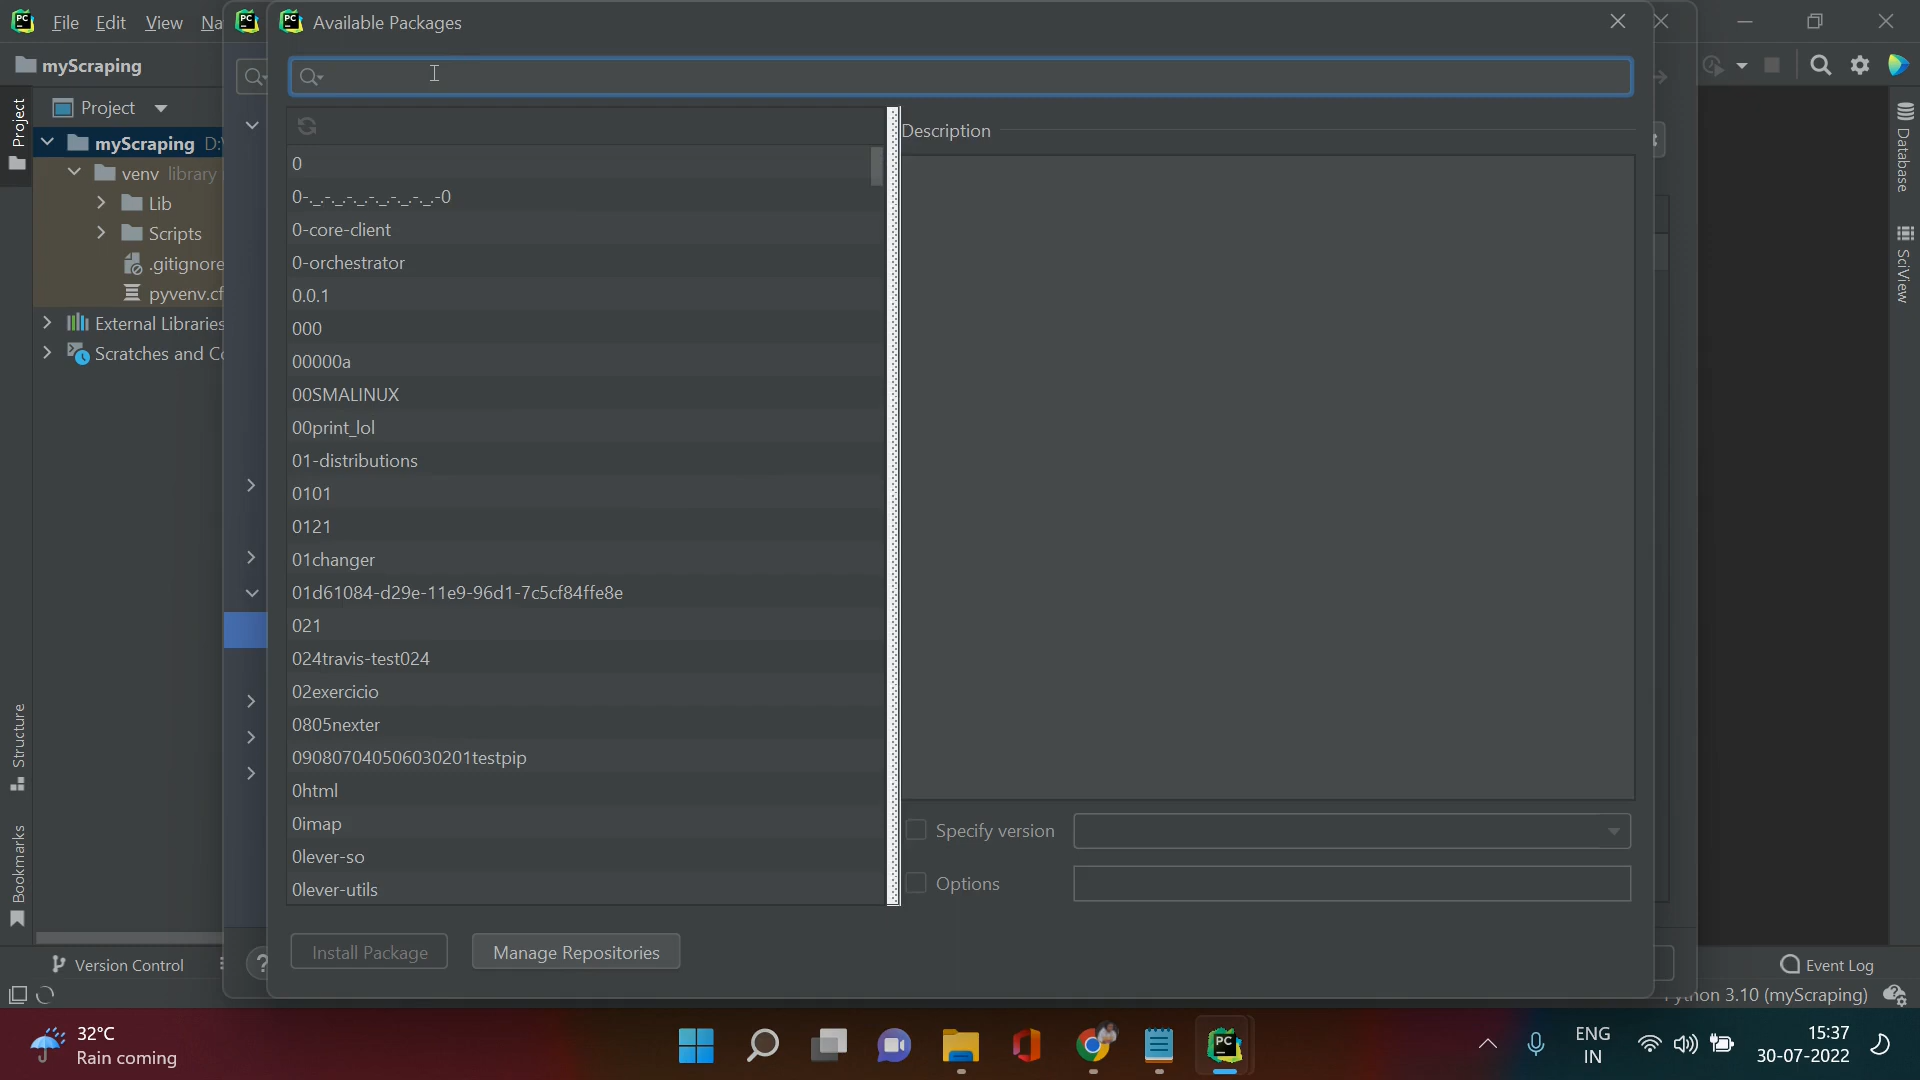 File Edit View Na
Available Packages
myScraping
Project
Project
myScraping D:\
venv library
Lib
Scripts
.gitignore
pyvenv.cf
External Libraries
Scratches and Co
Description
0
0-._.-._.-._.-._.-._.-._.-0
0-core-client
0-orchestrator
0.0.1
000
00000a
00SMALINUX
00print_lol
01-distributions
0101
0121
01changer
01d61084-d29e-11e9-96d1-7c5cf84ffe8e
021
024travis-test024
02exercicio
0805nexter
090807040506030201testpip
0html
0imap
0lever-so
0lever-utils
Specify version
Options
Install Package
Manage Repositories
Database
SciView
Structure
Bookmarks
Version Control
Event Log
Python 3.10 (myScraping)
32°C
Rain coming
ENG
IN
15:37
30-07-2022